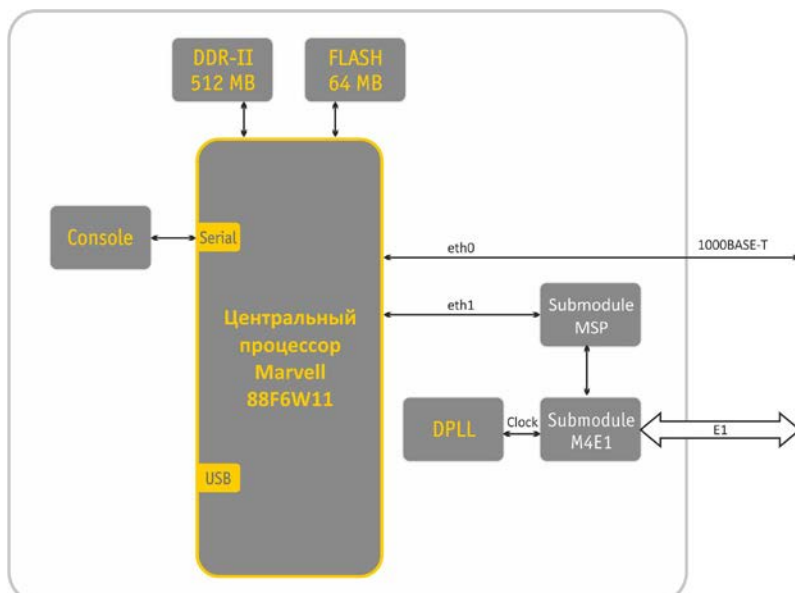 DDR-II
512 MB
FLASH
64 MB
Console
Serial
eth0
1000BASE-T
eth1
Submodule
MSP
Центральный
процессор
Marvell
88F6W11
DPLL
Clock
Submodule
M4E1
E1
USB